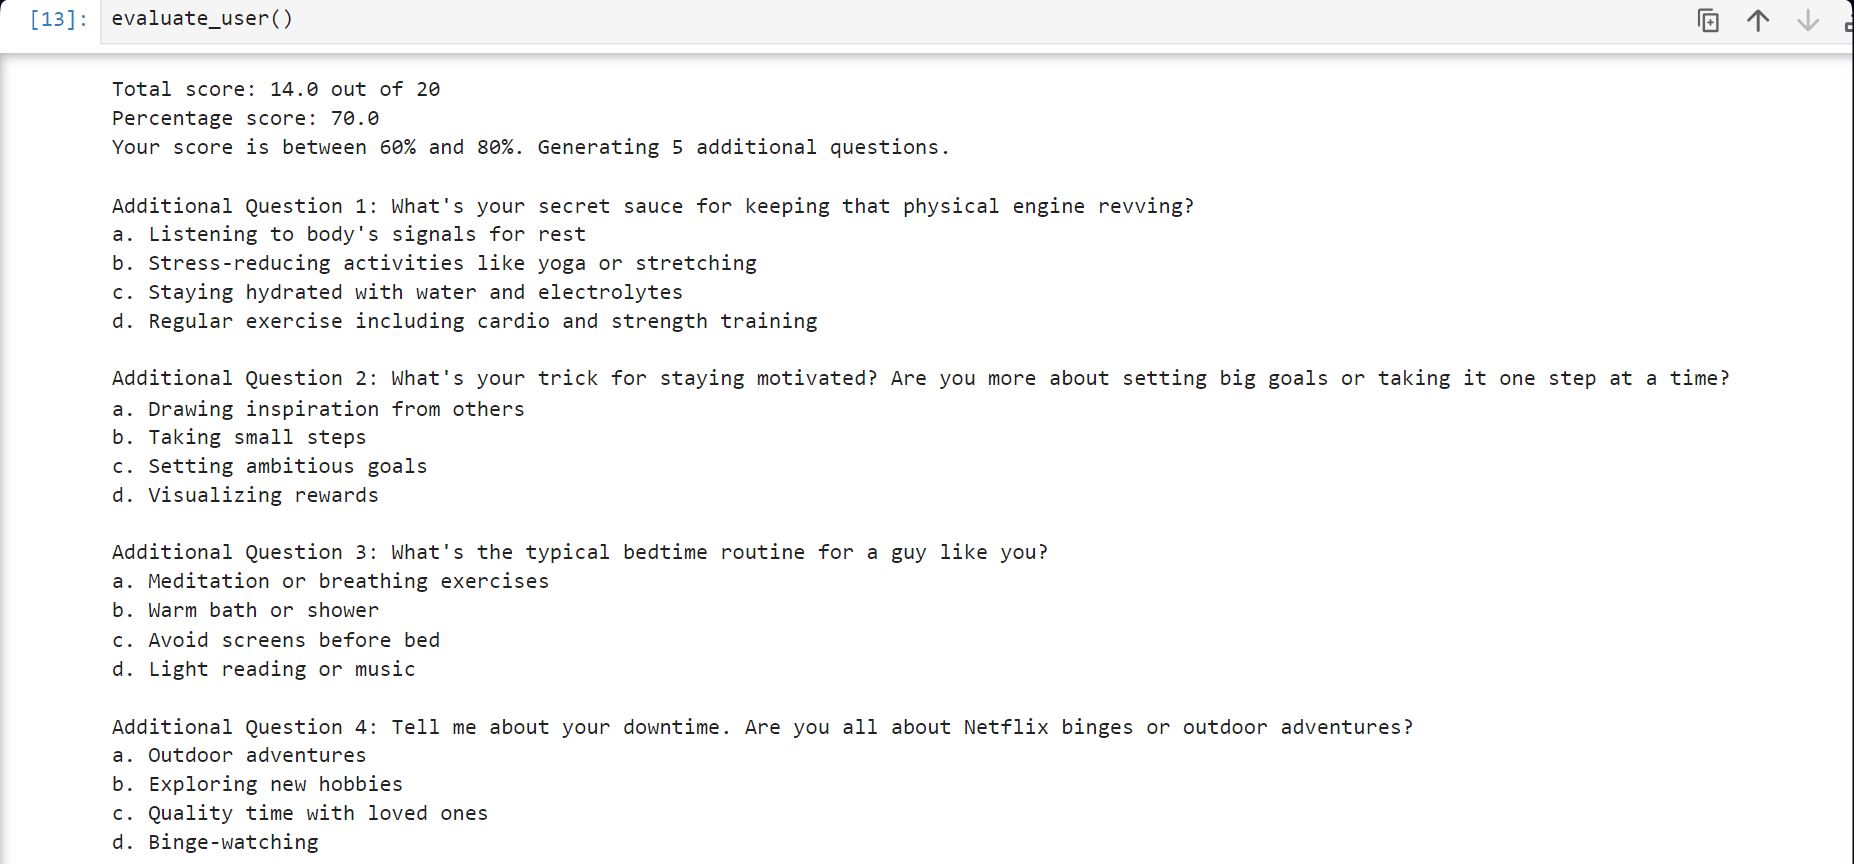 [13]: evaluate_user()
Total score: 14.0 out of 20
Percentage score: 70.0
Your score is between 60% and 80%. Generating 5 additional questions.
Additional Question 1: What's your secret sauce for keeping that physical engine revving?
a. Listening to body's signals for rest
b. Stress-reducing activities like yoga or stretching
c. Staying hydrated with water and electrolytes
d. Regular exercise including cardio and strength training
Additional Question 2: What's your trick for staying motivated? Are you more about setting big goals or taking it one step at a time?
a. Drawing inspiration from others
b. Taking small steps
c. Setting ambitious goals
d. Visualizing rewards
Additional Question 3: What's the typical bedtime routine for a guy like you?
a. Meditation or breathing exercises
b. Warm bath or shower
c. Avoid screens before bed
d. Light reading or music
Additional Question 4: Tell me about your downtime. Are you all about Netflix binges or outdoor adventures?
a. Outdoor adventures
b. Exploring new hobbies
c. Quality time with loved ones
d. Binge-watching